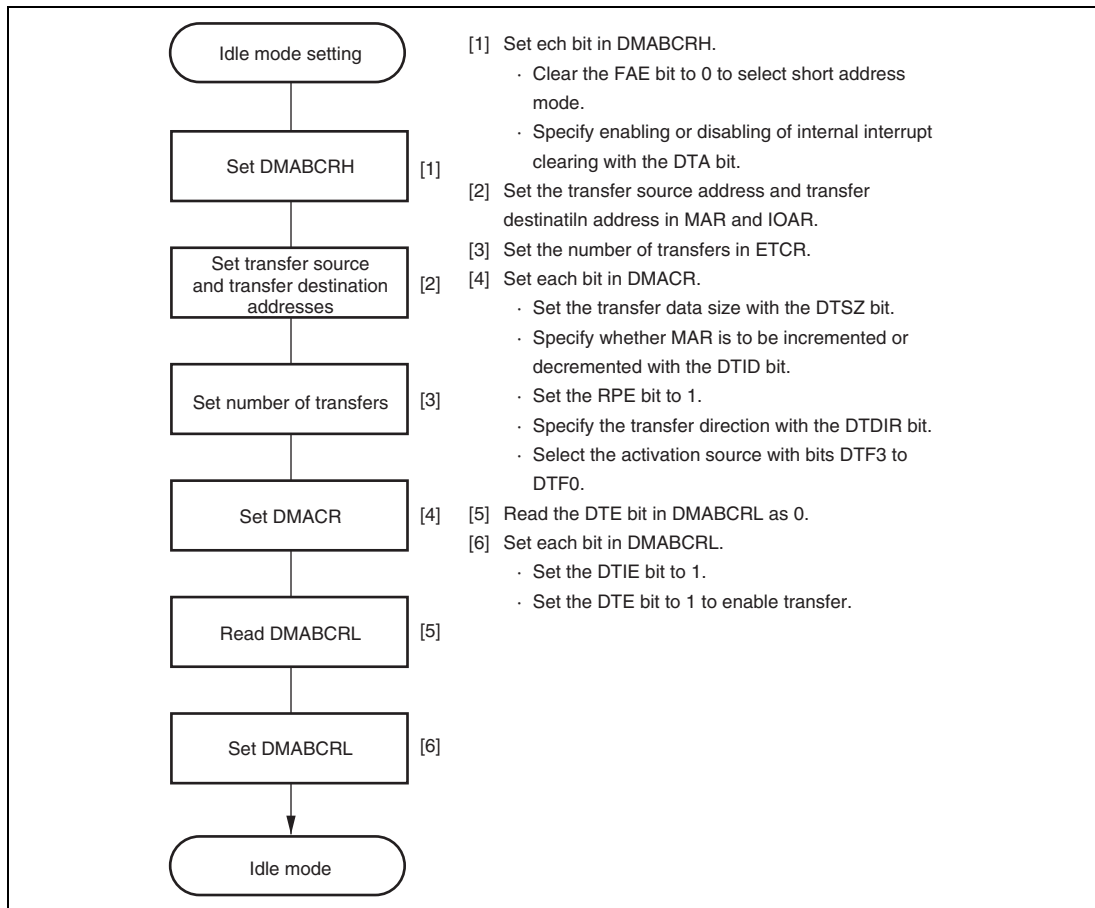 Idle mode setting
Set DMABCRH
[1]
Set transfer source
and transfer destination
addresses
[2]
Set number of transfers
[3]
Set DMACR
[4]
Read DMABCRL
[5]
Set DMABCRL
[6]
Idle mode
[1] Set ech bit in DMABCRH.
· Clear the FAE bit to 0 to select short address
mode.
· Specify enabling or disabling of internal interrupt
clearing with the DTA bit.
[2] Set the transfer source address and transfer
destinatiln address in MAR and IOAR.
[3] Set the number of transfers in ETCR.
[4] Set each bit in DMACR.
· Set the transfer data size with the DTSZ bit.
· Specify whether MAR is to be incremented or
decremented with the DTID bit.
· Set the RPE bit to 1.
· Specify the transfer direction with the DTDIR bit.
· Select the activation source with bits DTF3 to
DTF0.
[5] Read the DTE bit in DMABCRL as 0.
[6] Set each bit in DMABCRL.
· Set the DTIE bit to 1.
· Set the DTE bit to 1 to enable transfer.